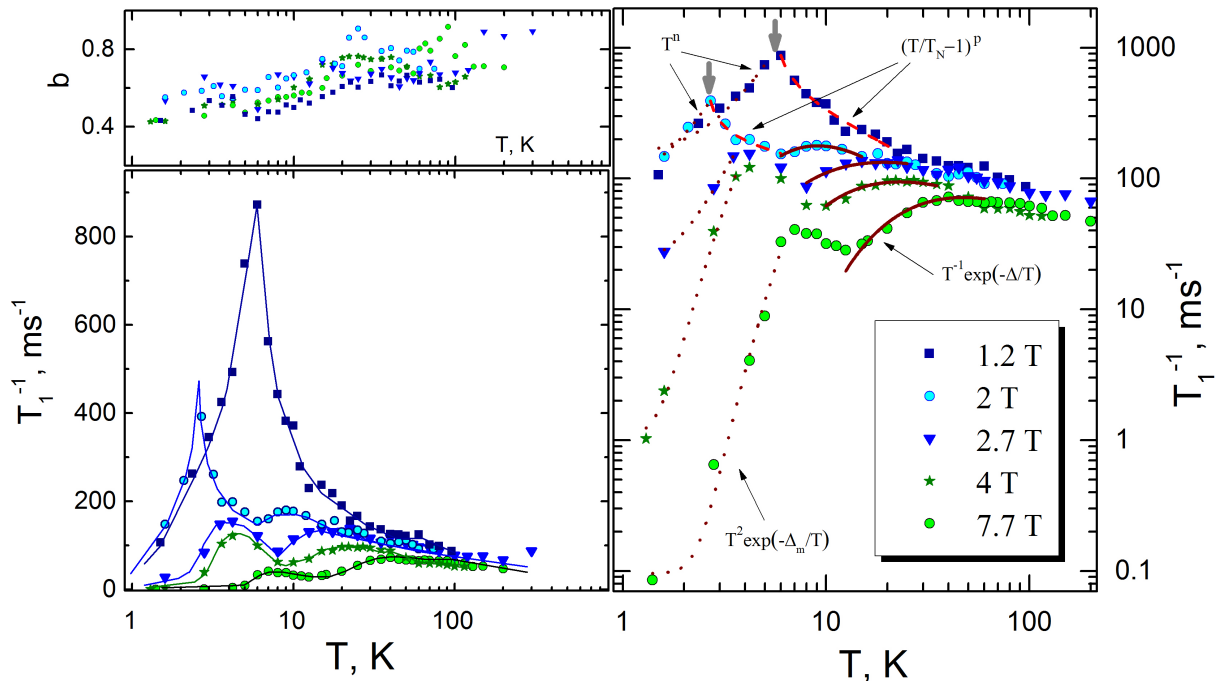 0.8
0.4
b
T, K
800
600
400
200
0
T₁⁻¹ , ms⁻¹
1
10
100
T, K
Tⁿ
(T/T_N−1)ᵖ
T⁻¹exp(-Δ/T)
T²exp(-Δₘ/T)
1.2 T
2 T
2.7 T
4 T
7.7 T
1000
100
10
1
0.1
T₁⁻¹ , ms⁻¹
1
10
100
T, K